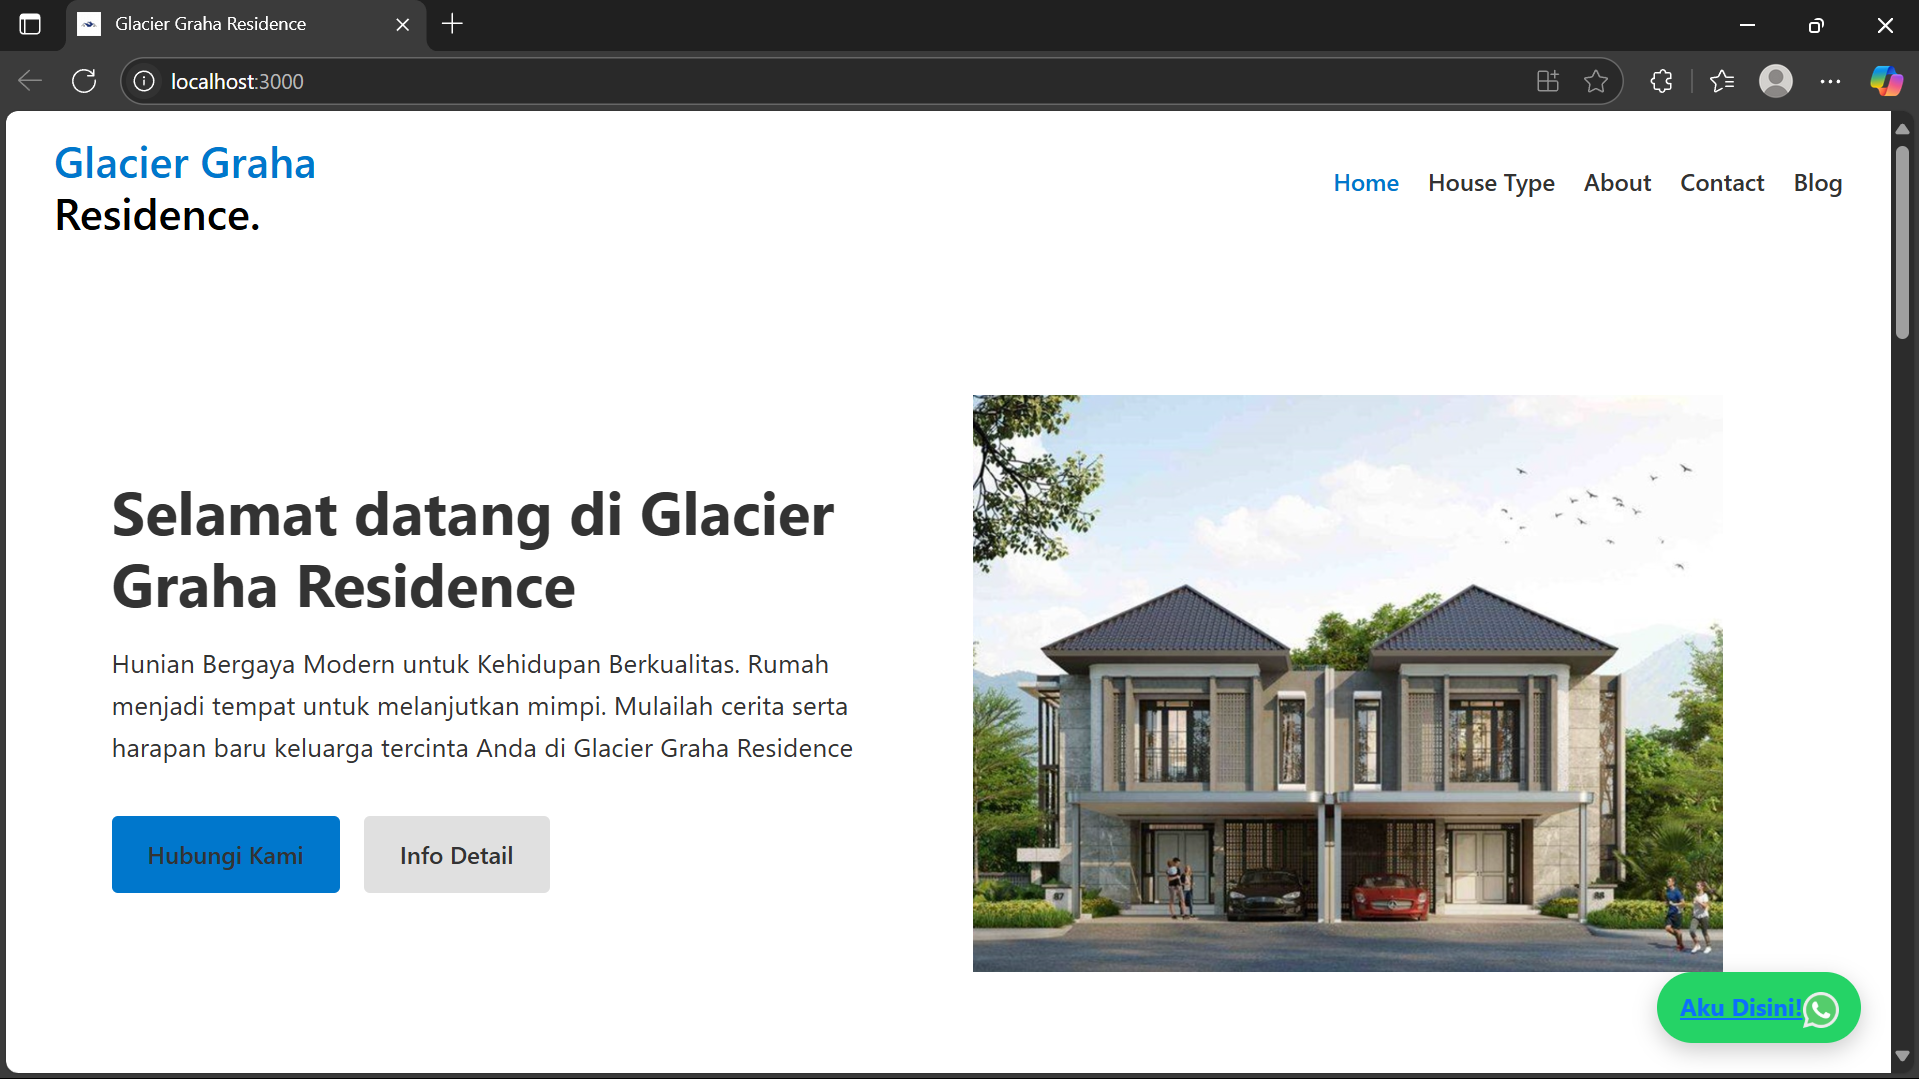 Glacier Graha Residence
localhost:3000
Glacier Graha
Residence.
Home House Type About Contact Blog
Selamat datang di Glacier
Graha Residence
Hunian Bergaya Modern untuk Kehidupan Berkualitas. Rumah
menjadi tempat untuk melanjutkan mimpi. Mulailah cerita serta
harapan baru keluarga tercinta Anda di Glacier Graha Residence
Hubungi Kami Info Detail
Aku Disini!